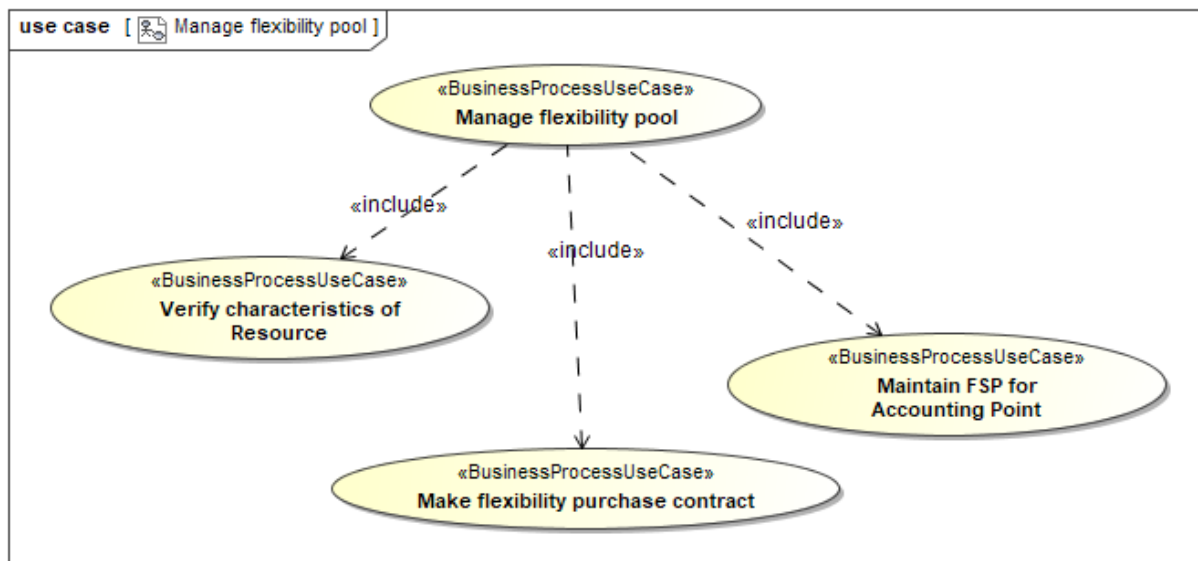 use case [ Manage flexibility pool ]
«BusinessProcessUseCase»
Manage flexibility pool
«include»
«include»
«include»
«BusinessProcessUseCase»
Verify characteristics of
Resource
«BusinessProcessUseCase»
Maintain FSP for
Accounting Point
«BusinessProcessUseCase»
Make flexibility purchase contract